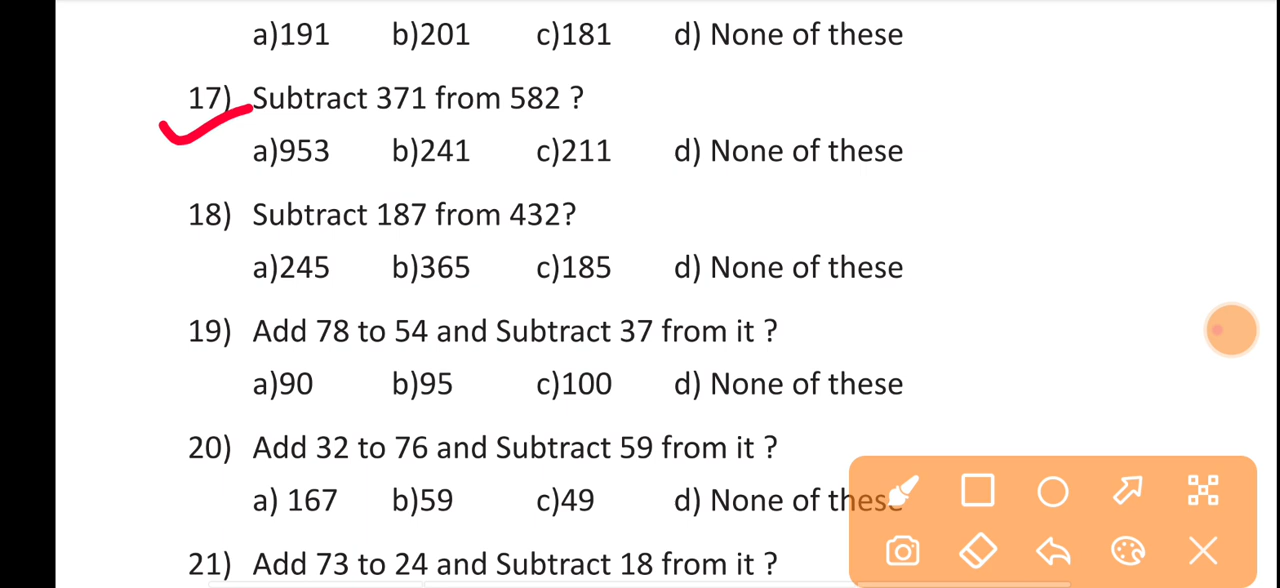 a)191 b)201 c)181 d) None of these
17) Subtract 371 from 582 ?
a)953 b)241 c)211 d) None of these
18) Subtract 187 from 432?
a)245 b)365 c)185 d) None of these
19) Add 78 to 54 and Subtract 37 from it ?
a)90 b)95 c)100 d) None of these
20) Add 32 to 76 and Subtract 59 from it ?
a) 167 b)59 c)49 d) None of these
21) Add 73 to 24 and Subtract 18 from it ?